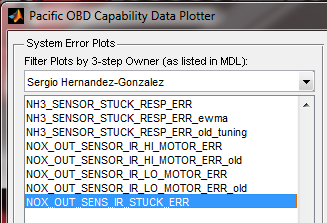 Pacific OBD Capability Data Plotter
System Error Plots
Filter Plots by 3-step Owner (as listed in MDL):
Sergio Hernandez-Gonzalez
NH3_SENSOR_STUCK_RESP_ERR
NH3_SENSOR_STUCK_RESP_ERR_ewma
NH3_SENSOR_STUCK_RESP_ERR_old_tuning
NOX_OUT_SENSOR_IR_HI_MOTOR_ERR
NOX_OUT_SENSOR_IR_HI_MOTOR_ERR_old
NOX_OUT_SENSOR_IR_LO_MOTOR_ERR
NOX_OUT_SENSOR_IR_LO_MOTOR_ERR_old
NOX_OUT_SENS_IR_STUCK_ERR